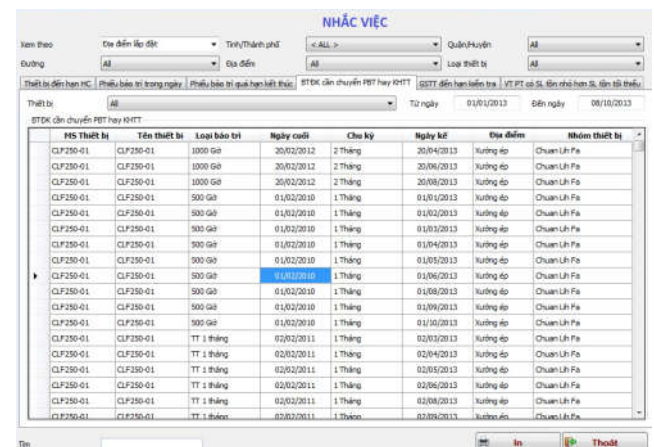 NHẮC VIỆC
Xem theo Địa điểm lắp đặt Tỉnh/Thành phố < ALL > Quận/Huyện All
Đường All Địa điểm All Loại thiết bị All
Thiết bị đến hạn HC Phiếu bảo trì trong ngày Phiếu bảo trì quá hạn kết thúc BTĐK cần chuyển PBT hay KHTT GSTT đến hạn kiểm tra VT PT có SL tồn nhỏ hơn SL tồn tối thiểu
Thiết bị All Từ ngày 01/01/2013 Đến ngày 08/10/2013
BTĐK cần chuyển PBT hay KHTT
MS Thiết bị Tên thiết bị Loại bảo trì Ngày cuối Chu kỳ Ngày kế Địa điểm Nhóm thiết bị
CLF250-01 CLF250-01 1000 Giờ 20/02/2012 2 Tháng 20/04/2013 Xưởng ép Chuan Lih Fa
CLF250-01 CLF250-01 1000 Giờ 20/02/2012 2 Tháng 20/06/2013 Xưởng ép Chuan Lih Fa
CLF250-01 CLF250-01 1000 Giờ 20/02/2012 2 Tháng 20/08/2013 Xưởng ép Chuan Lih Fa
CLF250-01 CLF250-01 500 Giờ 01/02/2010 1 Tháng 01/01/2013 Xưởng ép Chuan Lih Fa
CLF250-01 CLF250-01 500 Giờ 01/02/2010 1 Tháng 01/02/2013 Xưởng ép Chuan Lih Fa
CLF250-01 CLF250-01 500 Giờ 01/02/2010 1 Tháng 01/03/2013 Xưởng ép Chuan Lih Fa
CLF250-01 CLF250-01 500 Giờ 01/02/2010 1 Tháng 01/04/2013 Xưởng ép Chuan Lih Fa
CLF250-01 CLF250-01 500 Giờ 01/02/2010 1 Tháng 01/05/2013 Xưởng ép Chuan Lih Fa
CLF250-01 CLF250-01 500 Giờ 01/02/2010 1 Tháng 01/06/2013 Xưởng ép Chuan Lih Fa
CLF250-01 CLF250-01 500 Giờ 01/02/2010 1 Tháng 01/08/2013 Xưởng ép Chuan Lih Fa
CLF250-01 CLF250-01 500 Giờ 01/02/2010 1 Tháng 01/09/2013 Xưởng ép Chuan Lih Fa
CLF250-01 CLF250-01 500 Giờ 01/02/2010 1 Tháng 01/10/2013 Xưởng ép Chuan Lih Fa
CLF250-01 CLF250-01 TT 1 tháng 02/02/2011 1 Tháng 02/03/2013 Xưởng ép Chuan Lih Fa
CLF250-01 CLF250-01 TT 1 tháng 02/02/2011 1 Tháng 02/04/2013 Xưởng ép Chuan Lih Fa
CLF250-01 CLF250-01 TT 1 tháng 02/02/2011 1 Tháng 02/05/2013 Xưởng ép Chuan Lih Fa
CLF250-01 CLF250-01 TT 1 tháng 02/02/2011 1 Tháng 02/06/2013 Xưởng ép Chuan Lih Fa
CLF250-01 CLF250-01 TT 1 tháng 02/02/2011 1 Tháng 02/08/2013 Xưởng ép Chuan Lih Fa
CLF250-01 CLF250-01 TT 1 tháng 02/02/2011 1 Tháng 02/09/2013 Xưởng ép Chuan Lih Fa
Tìm In Thoát